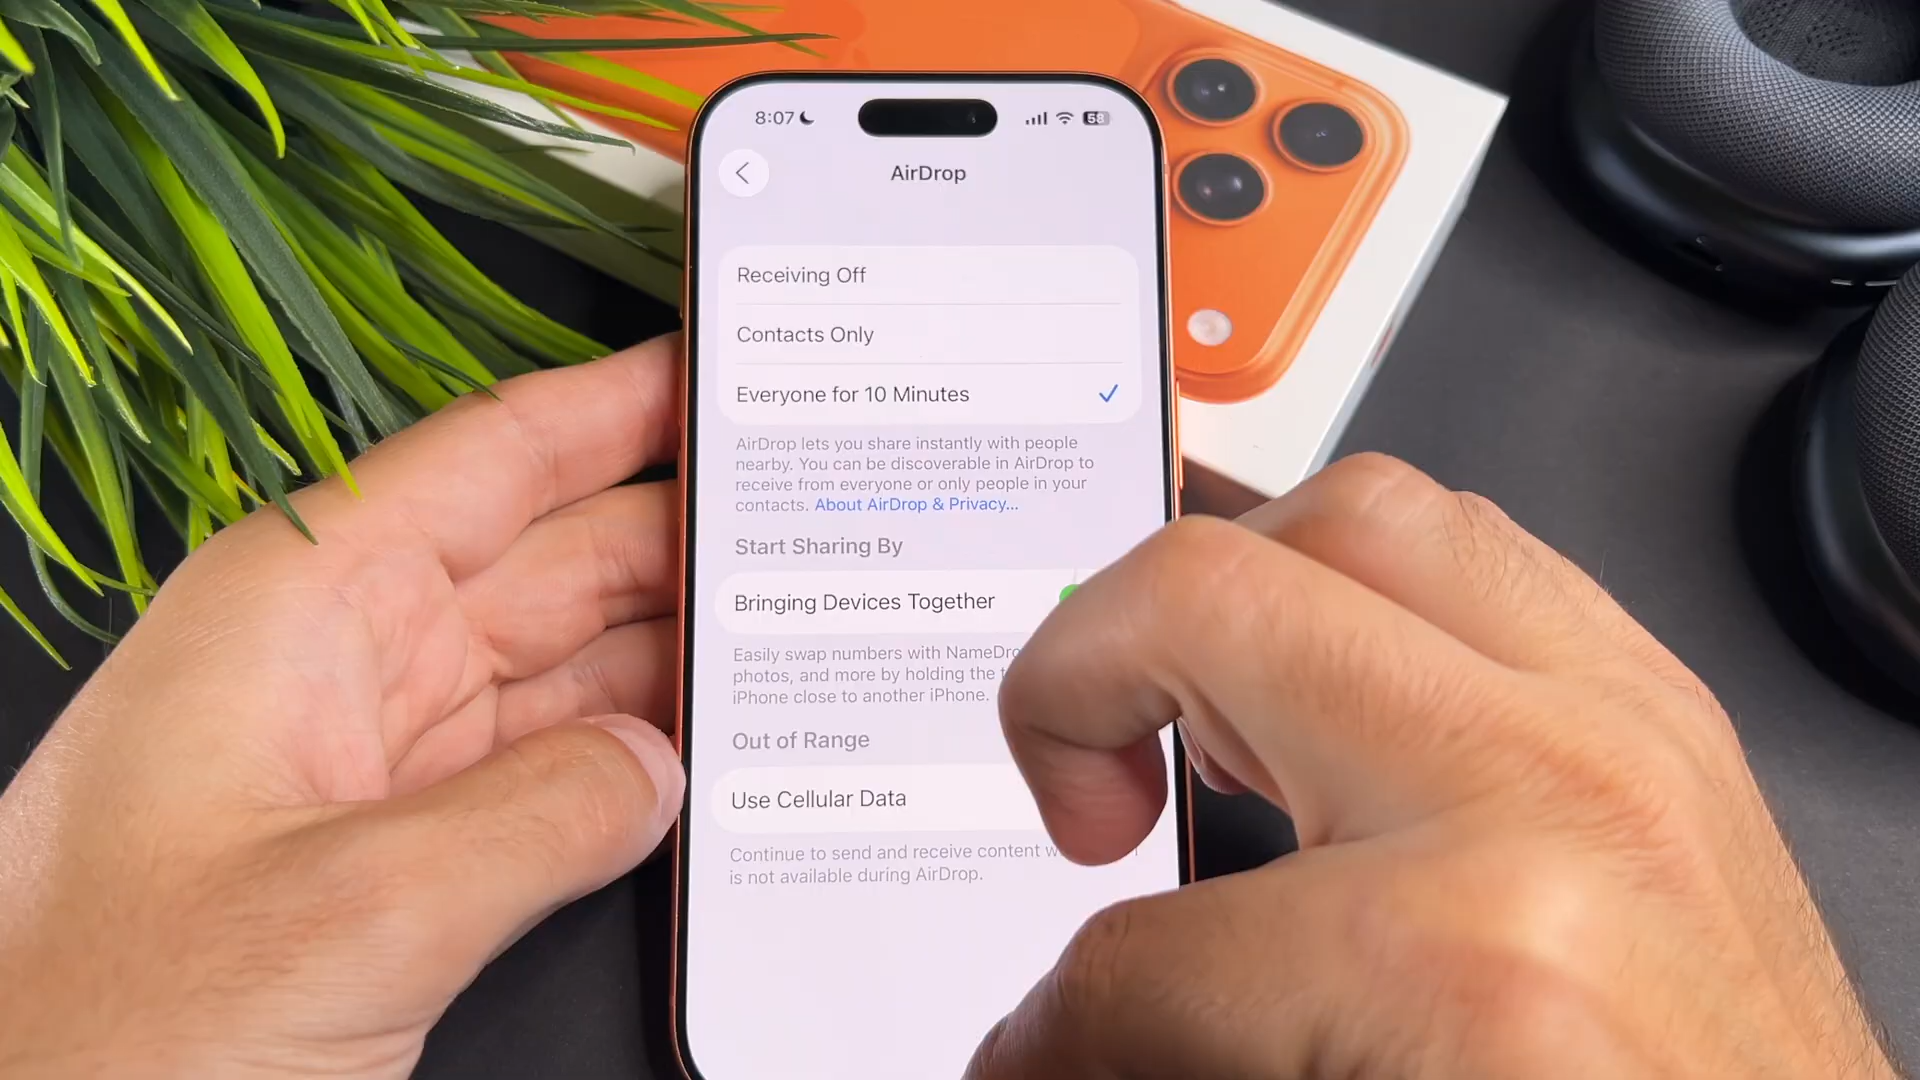 8:07
58
AirDrop
Receiving Off
Contacts Only
Everyone for 10 Minutes
AirDrop lets you share instantly with people
nearby. You can be discoverable in AirDrop to
receive from everyone or only people in your
contacts. About AirDrop & Privacy...
Start Sharing By
Bringing Devices Together
Easily swap numbers with
photos, and more by holding the
iPhone close to another iPhone.
Out of Range
Use Cellular Data
Continue to send and receive content
is not available during AirDrop.